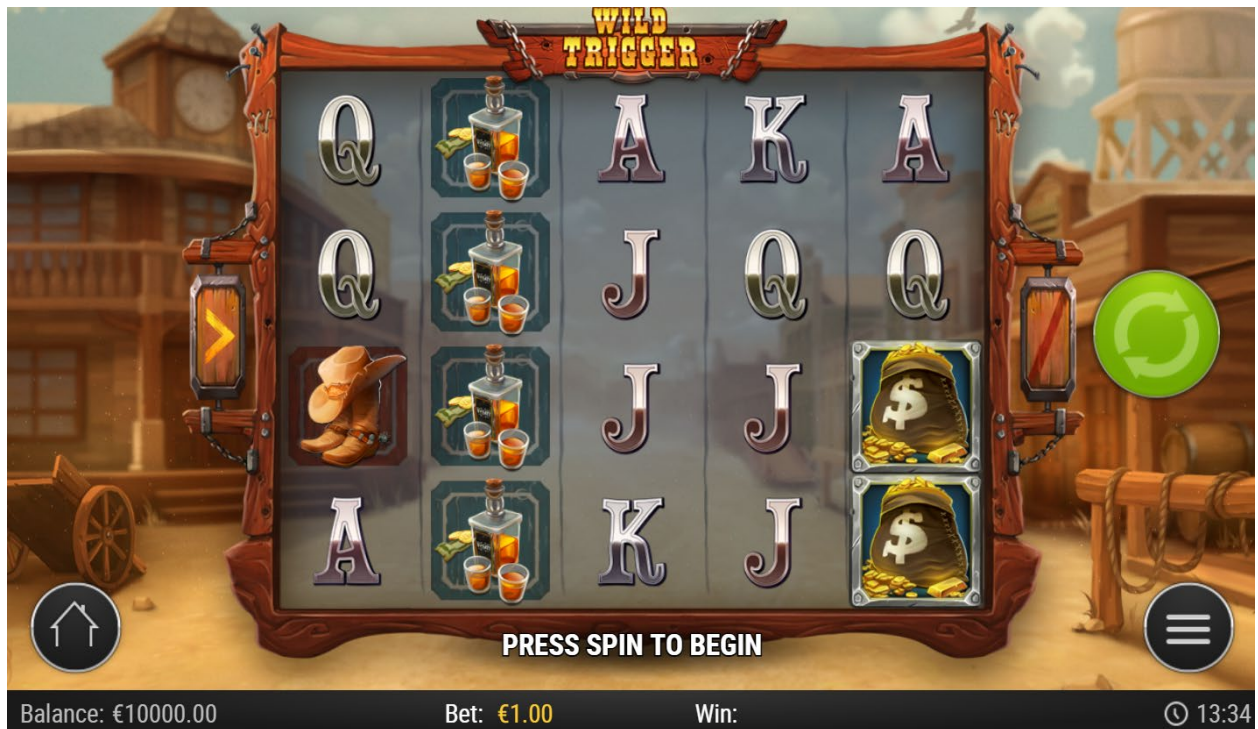 WILD
TRIGGER
Q A K A
Q J Q Q
J J $
A K J $
PRESS SPIN TO BEGIN
Balance: €10000.00 Bet: €1.00 Win: 13:34